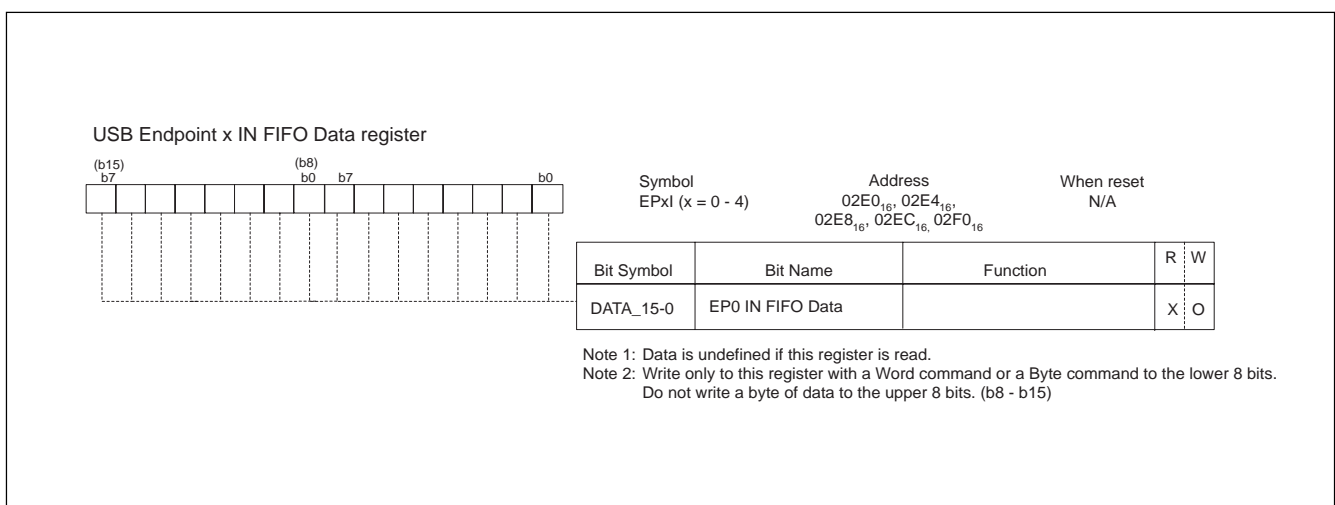 USB Endpoint x IN FIFO Data register
(b15) (b8)
b7 b0 b7 b0
Symbol Address When reset
EPxI (x = 0 - 4) 02E0₁₆, 02E4₁₆, N/A
02E8₁₆, 02EC₁₆, 02F0₁₆
Bit Symbol Bit Name Function R W
DATA_15-0 EP0 IN FIFO Data X O
Note 1: Data is undefined if this register is read.
Note 2: Write only to this register with a Word command or a Byte command to the lower 8 bits.
Do not write a byte of data to the upper 8 bits. (b8 - b15)